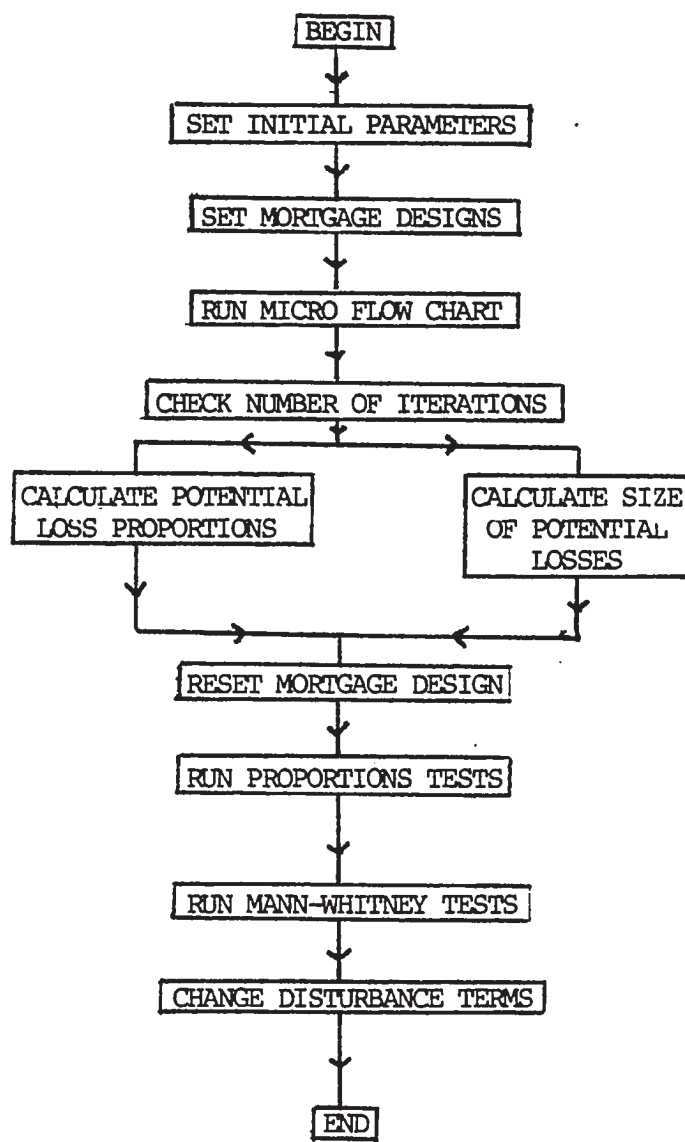 BEGIN
SET INITIAL PARAMETERS
SET MORTGAGE DESIGNS
RUN MICRO FLOW CHART
CHECK NUMBER OF ITERATIONS
CALCULATE POTENTIAL
LOSS PROPORTIONS
CALCULATE SIZE
OF POTENTIAL
LOSSES
RESET MORTGAGE DESIGN
RUN PROPORTIONS TESTS
RUN MANN-WHITNEY TESTS
CHANGE DISTURBANCE TERMS
END